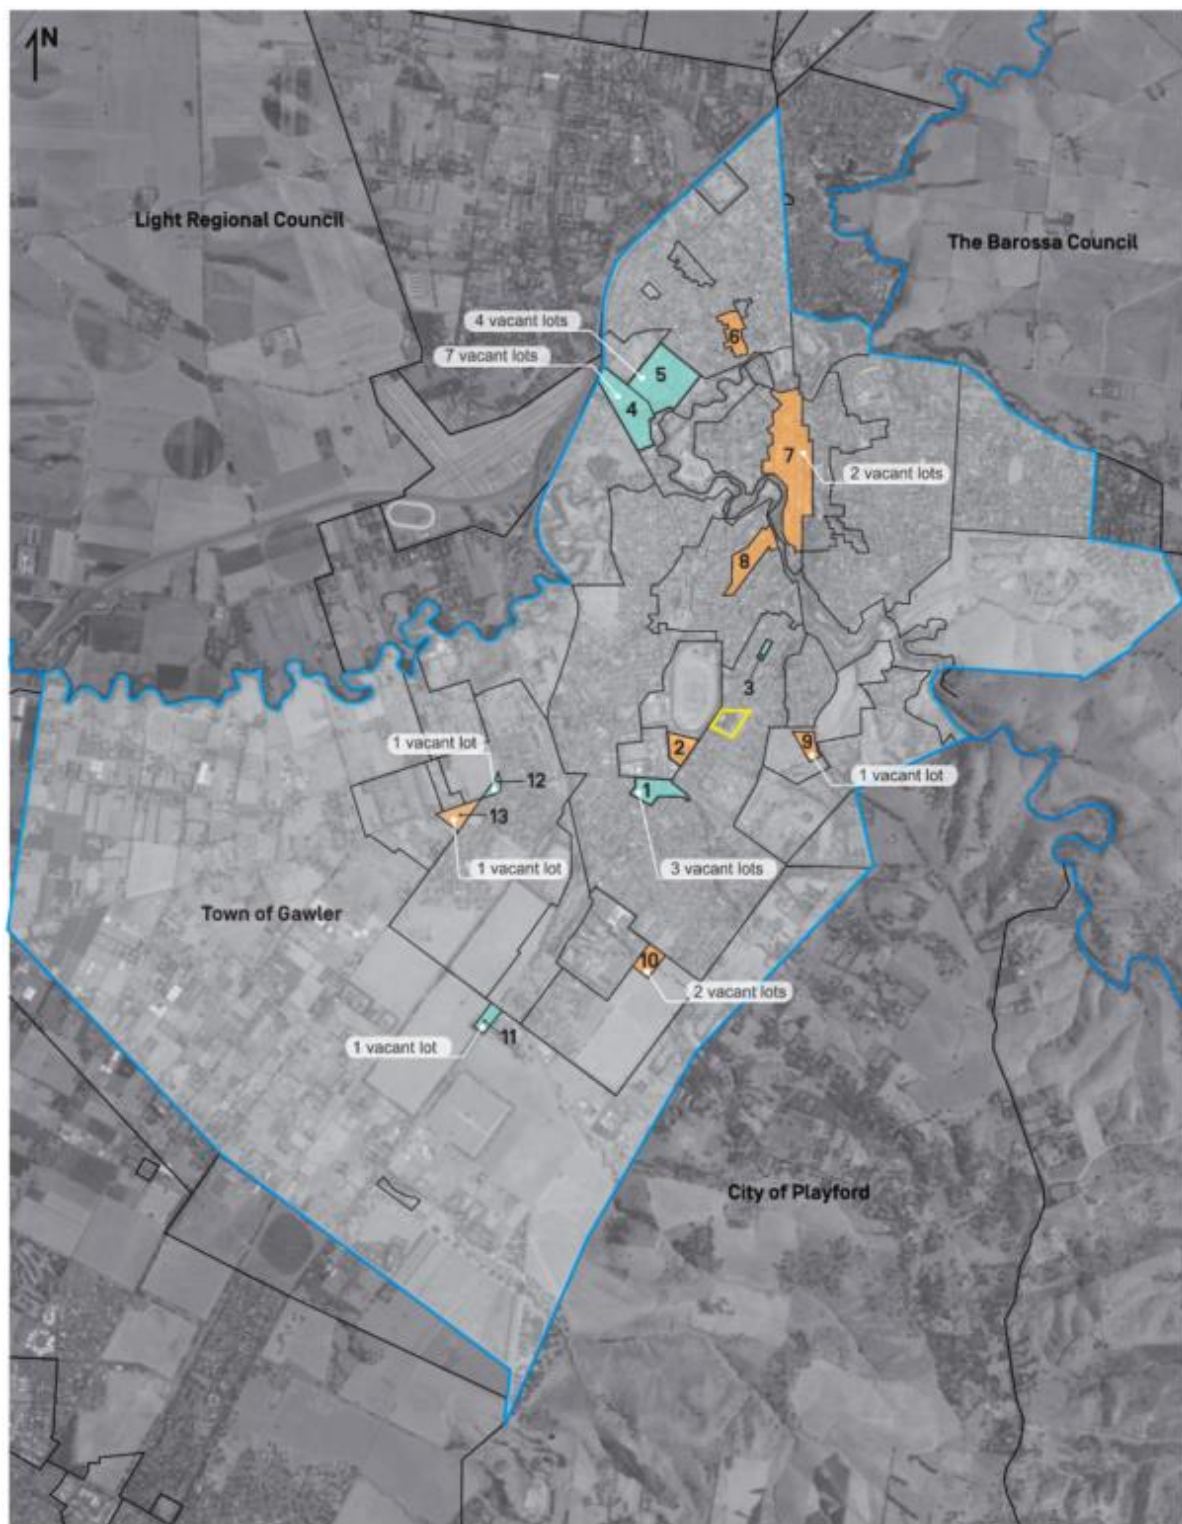 N
Light Regional Council
The Barossa Council
4 vacant lots
6
7 vacant lots
5
4
7
2 vacant lots
8
3
1 vacant lot
2
9
12
1 vacant lot
1
13
1 vacant lot
3 vacant lots
Town of Gawler
10
2 vacant lots
11
1 vacant lot
City of Playford